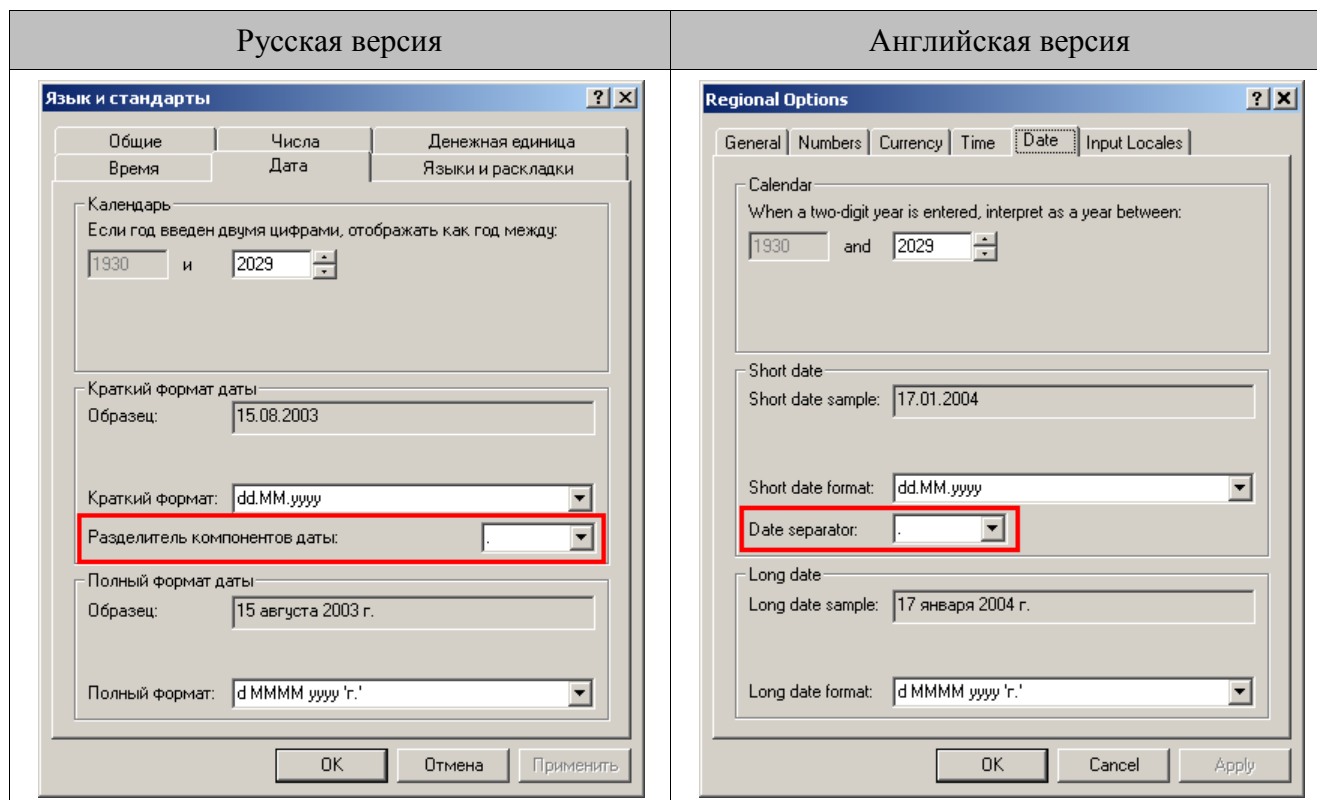 Русская версия
Английская версия
Язык и стандарты
Общие Числа Денежная единица
Время Дата Языки и раскладки
Календарь
Если год введен двумя цифрами, отображать как год между:
1930 и 2029
Краткий формат даты
Образец: 15.08.2003
Краткий формат: dd.MM.yyyy
Разделитель компонентов даты: .
Полный формат даты
Образец: 15 августа 2003 г.
Полный формат: d MMMM yyyy 'г.'
OK Отмена Применить
Regional Options
General Numbers Currency Time Date Input Locales
Calendar
When a two-digit year is entered, interpret as a year between:
1930 and 2029
Short date
Short date sample: 17.01.2004
Short date format: dd.MM.yyyy
Date separator: .
Long date
Long date sample: 17 января 2004 г.
Long date format: d MMMM yyyy 'г.'
OK Cancel Apply